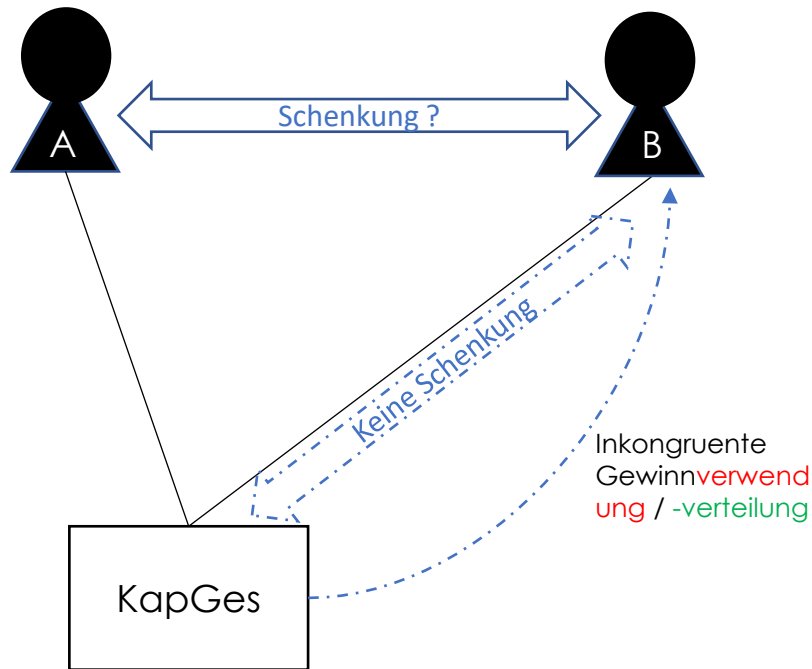 Schenkung ?
A
B
Keine Schenkung
Inkongruente
Gewinnverwend
ung / -verteilung
KapGes